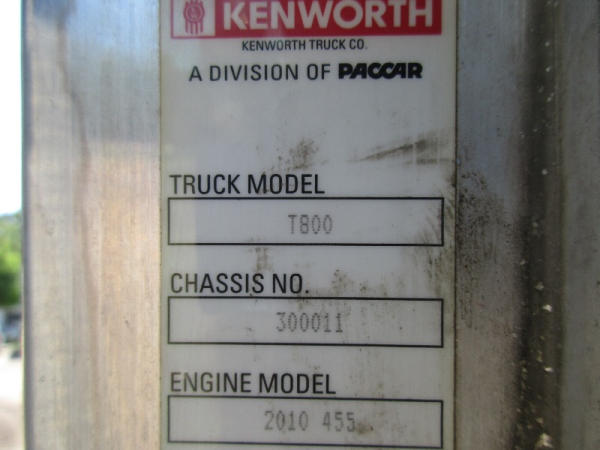 KENWORTH
KENWORTH TRUCK CO.
A DIVISION OF PACCAR
TRUCK MODEL
T800
CHASSIS NO.
300011
ENGINE MODEL
2010 455